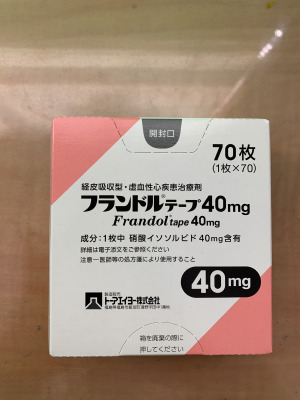 開封口
70枚
(1枚×70)
経皮吸収型・虚血性心疾患治療剤
フランドルテープ40mg
Frandol tape 40mg
成分:1枚中 硝酸イソソルビド 40mg含有
詳細は電子添文をご参照ください
注意－医師等の処方箋により使用すること
40mg
製造販売
トーアエイヨー株式会社
箱を廃棄の際に
押してください